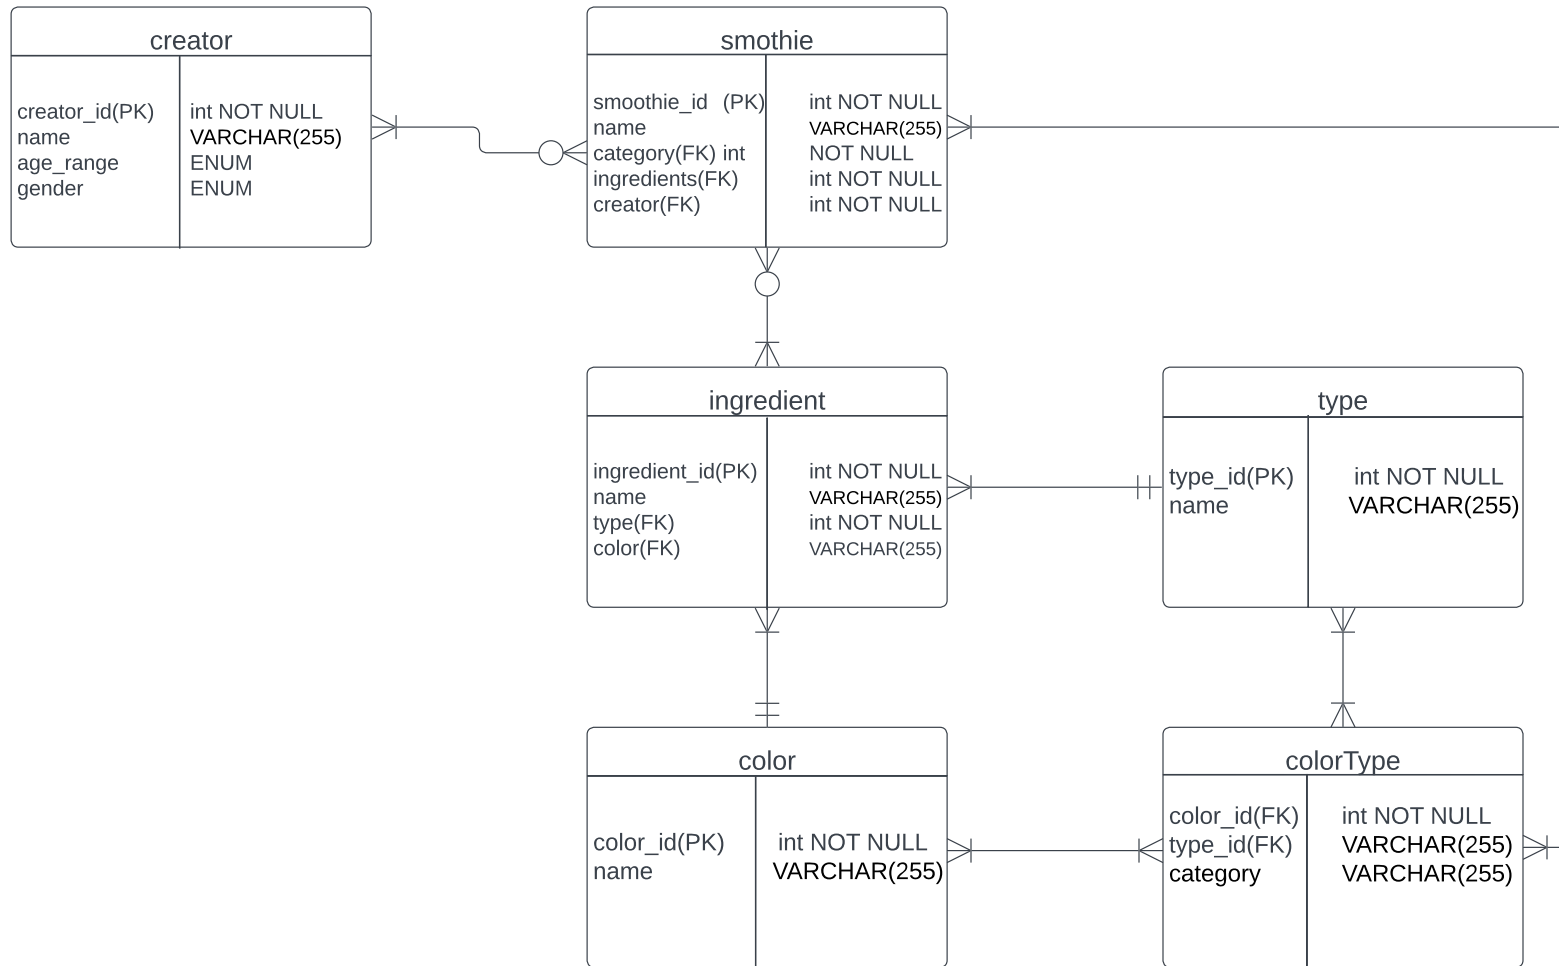 creator
creator_id(PK) int NOT NULL
name VARCHAR(255)
age_range ENUM
gender ENUM
smothie
smoothie_id (PK) int NOT NULL
name VARCHAR(255)
category(FK) int NOT NULL
ingredients(FK) int NOT NULL
creator(FK) int NOT NULL
ingredient
ingredient_id(PK) int NOT NULL
name VARCHAR(255)
type(FK) int NOT NULL
color(FK) VARCHAR(255)
type
type_id(PK) int NOT NULL
name VARCHAR(255)
color
color_id(PK) int NOT NULL
name VARCHAR(255)
colorType
color_id(FK) int NOT NULL
type_id(FK) VARCHAR(255)
category VARCHAR(255)